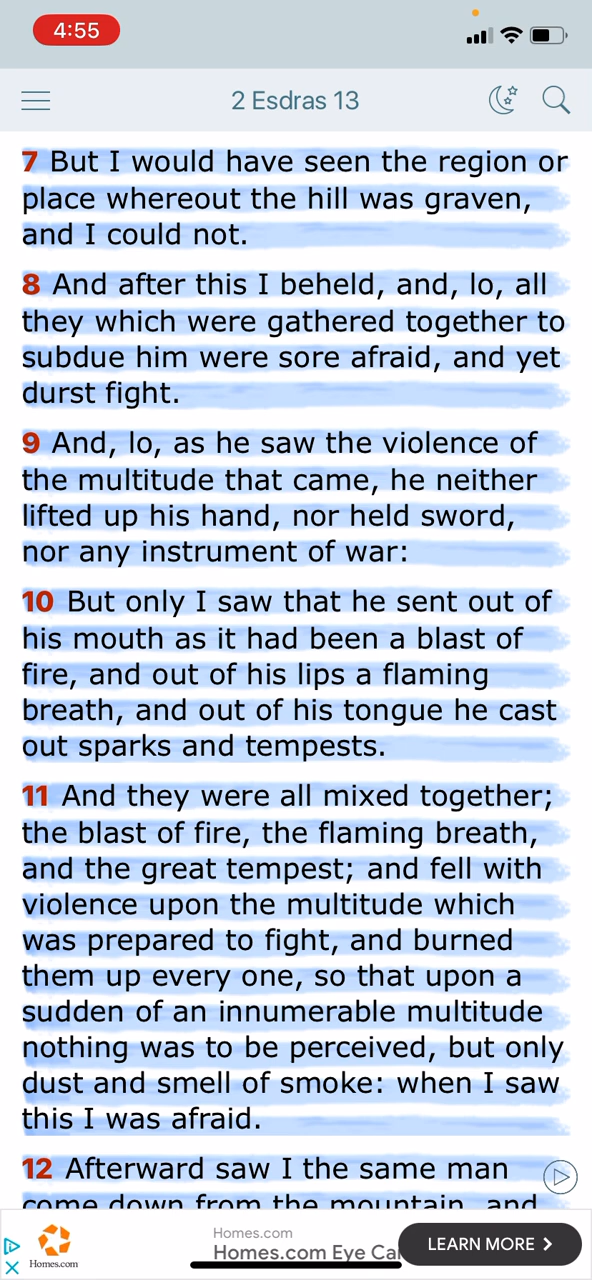 4:55
2 Esdras 13
7 But I would have seen the region or
place whereout the hill was graven,
and I could not.
8 And after this I beheld, and, lo, all
they which were gathered together to
subdue him were sore afraid, and yet
durst fight.
9 And, lo, as he saw the violence of
the multitude that came, he neither
lifted up his hand, nor held sword,
nor any instrument of war:
10 But only I saw that he sent out of
his mouth as it had been a blast of
fire, and out of his lips a flaming
breath, and out of his tongue he cast
out sparks and tempests.
11 And they were all mixed together;
the blast of fire, the flaming breath,
and the great tempest; and fell with
violence upon the multitude which
was prepared to fight, and burned
them up every one, so that upon a
sudden of an innumerable multitude
nothing was to be perceived, but only
dust and smell of smoke: when I saw
this I was afraid.
12 Afterward saw I the same man
come down from the mountain, and
Homes.com
Homes.com
Homes.com Eye
LEARN MORE >